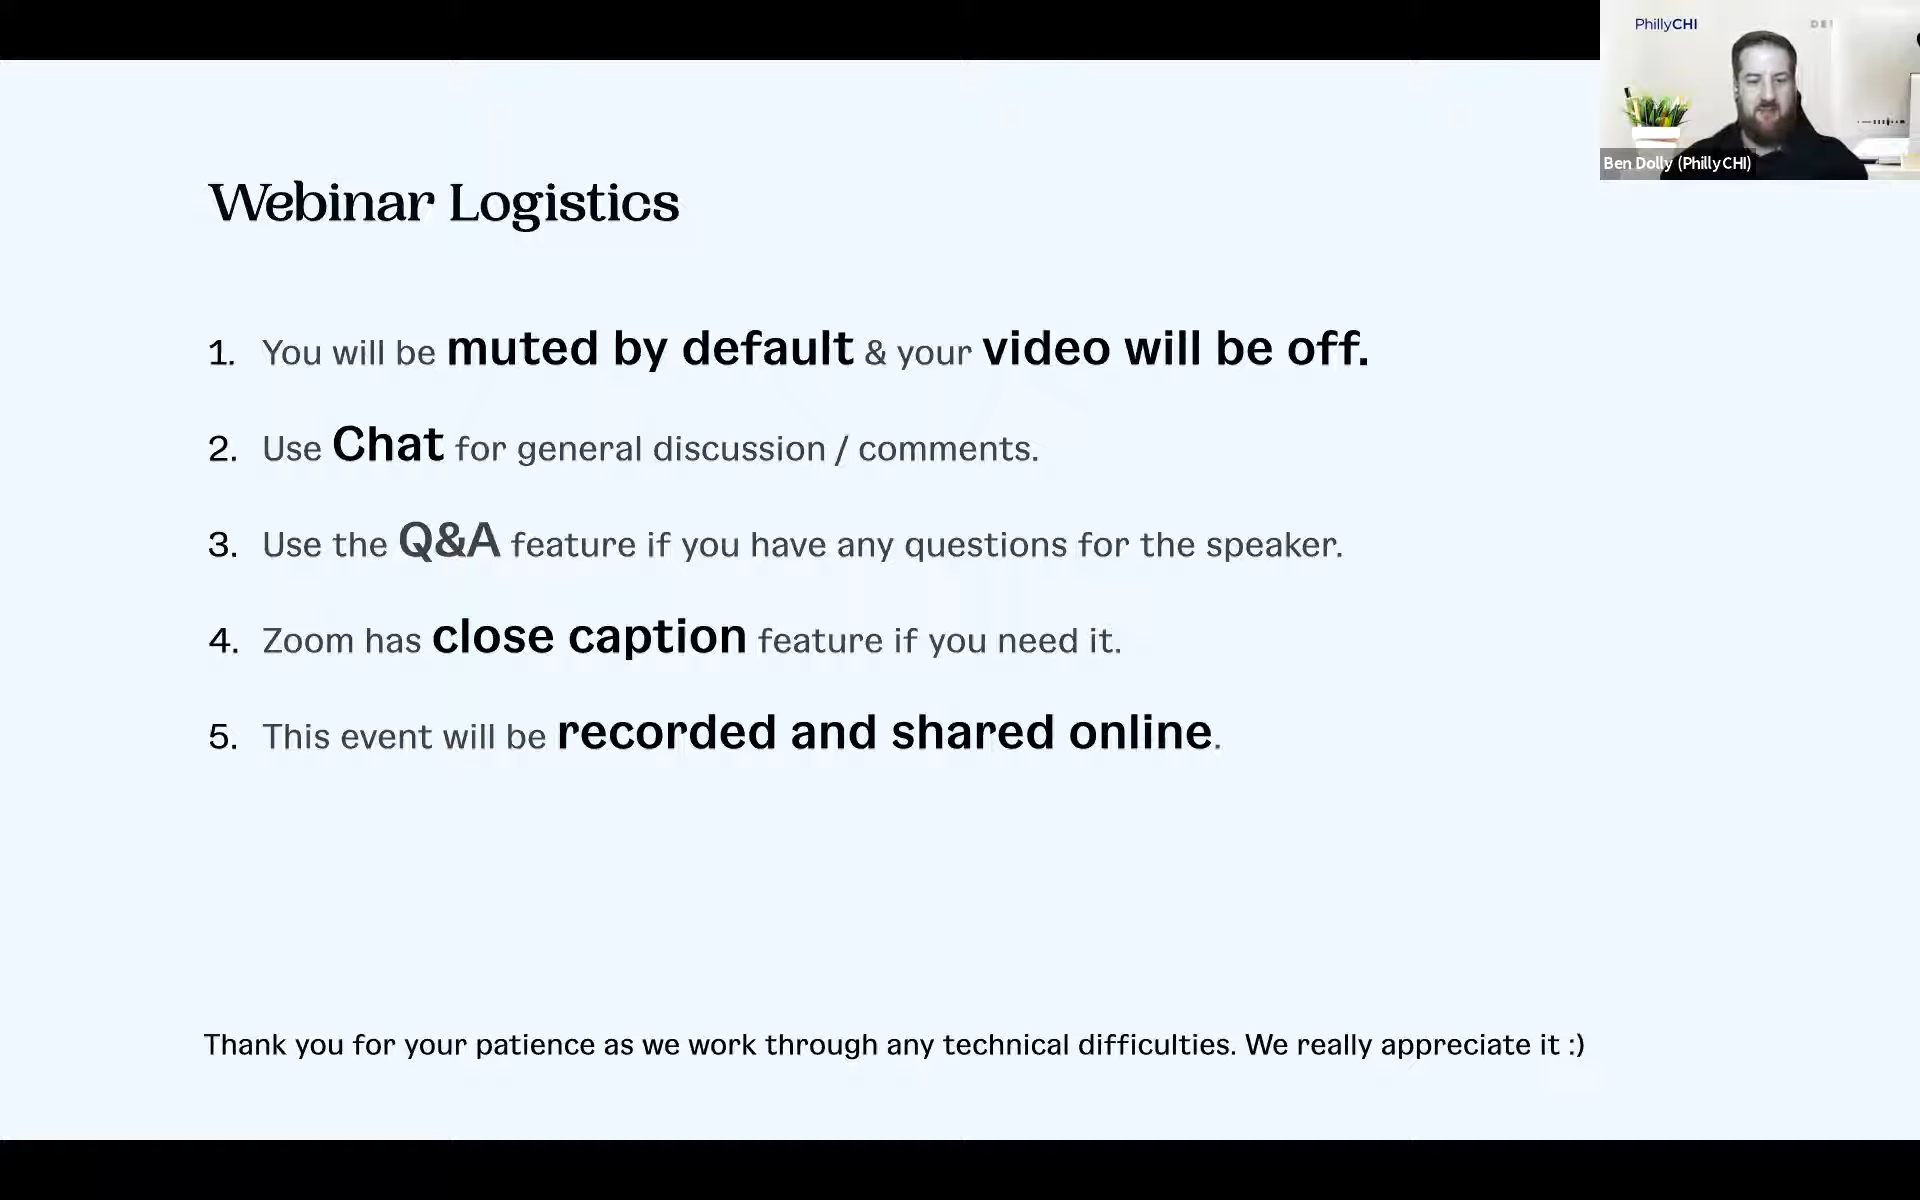 PhillyCHI
Ben Dolly (PhillyCHI)
Webinar Logistics
1. You will be muted by default & your video will be off.
2. Use Chat for general discussion / comments.
3. Use the Q&A feature if you have any questions for the speaker.
4. Zoom has close caption feature if you need it.
5. This event will be recorded and shared online.
Thank you for your patience as we work through any technical difficulties. We really appreciate it :)